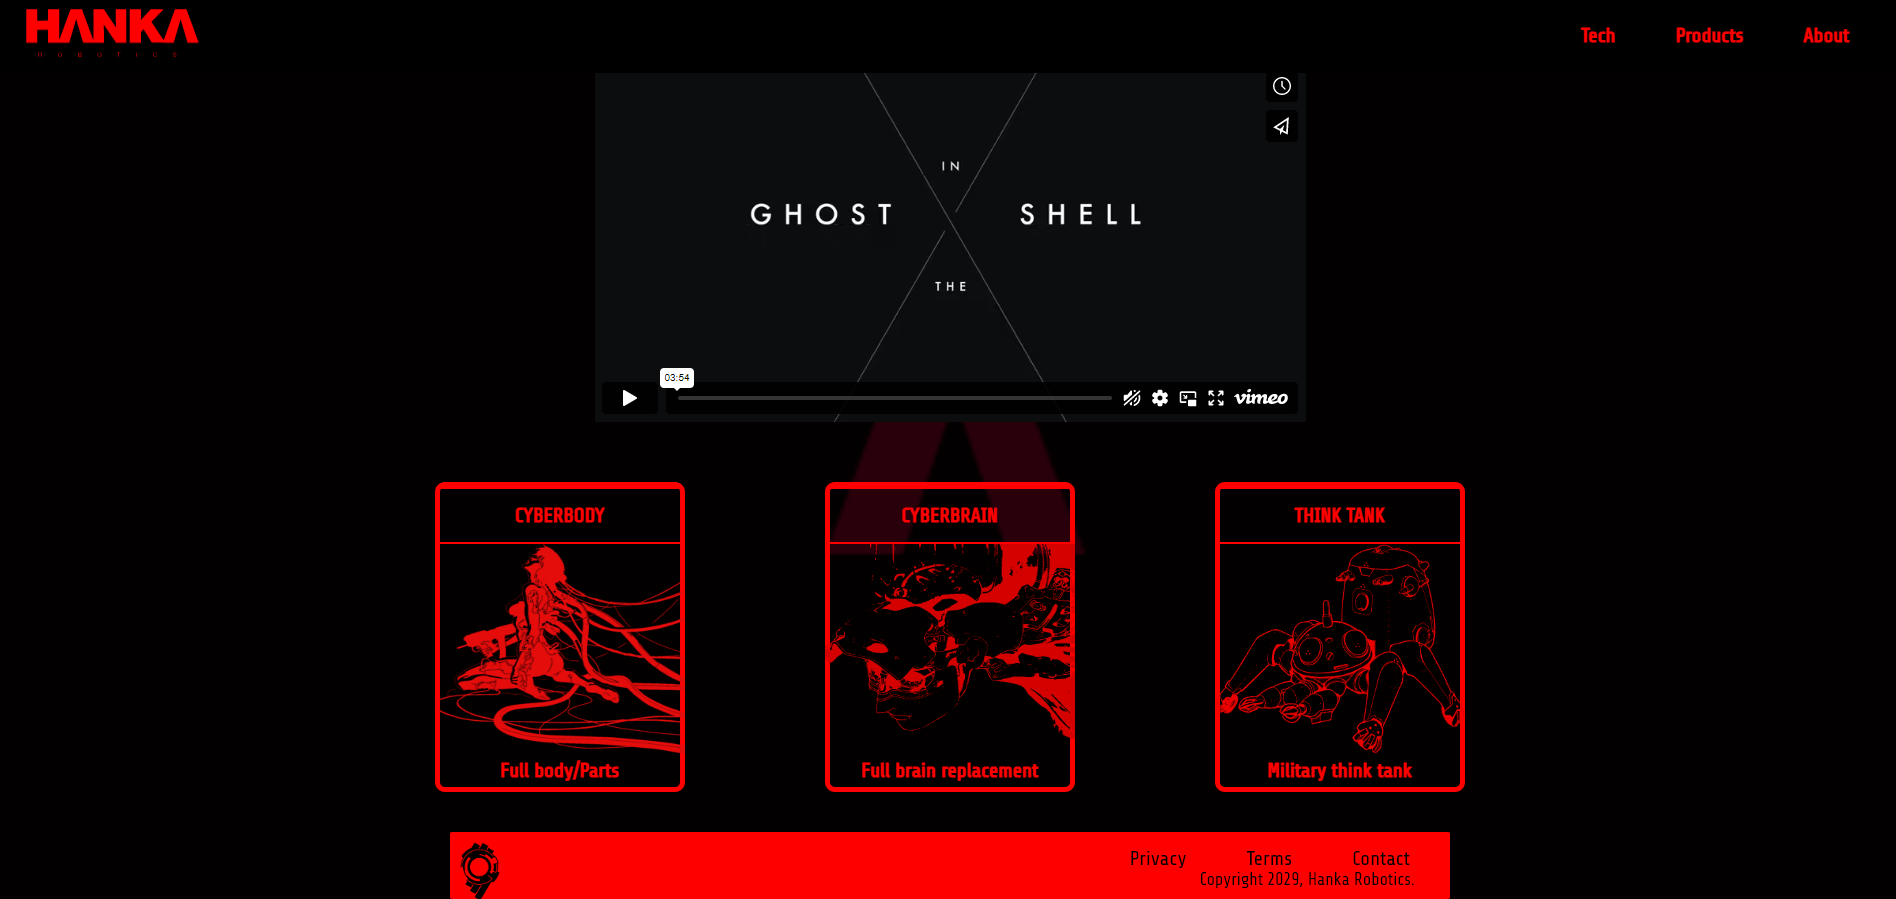 HANKA
ROBOTICS
Tech Products About
IN
GHOST SHELL
THE
03:54
vimeo
CYBERBODY
CYBERBRAIN
THINK TANK
Full body/Parts
Full brain replacement
Military think tank
Privacy Terms Contact
Copyright 2029, Hanka Robotics.